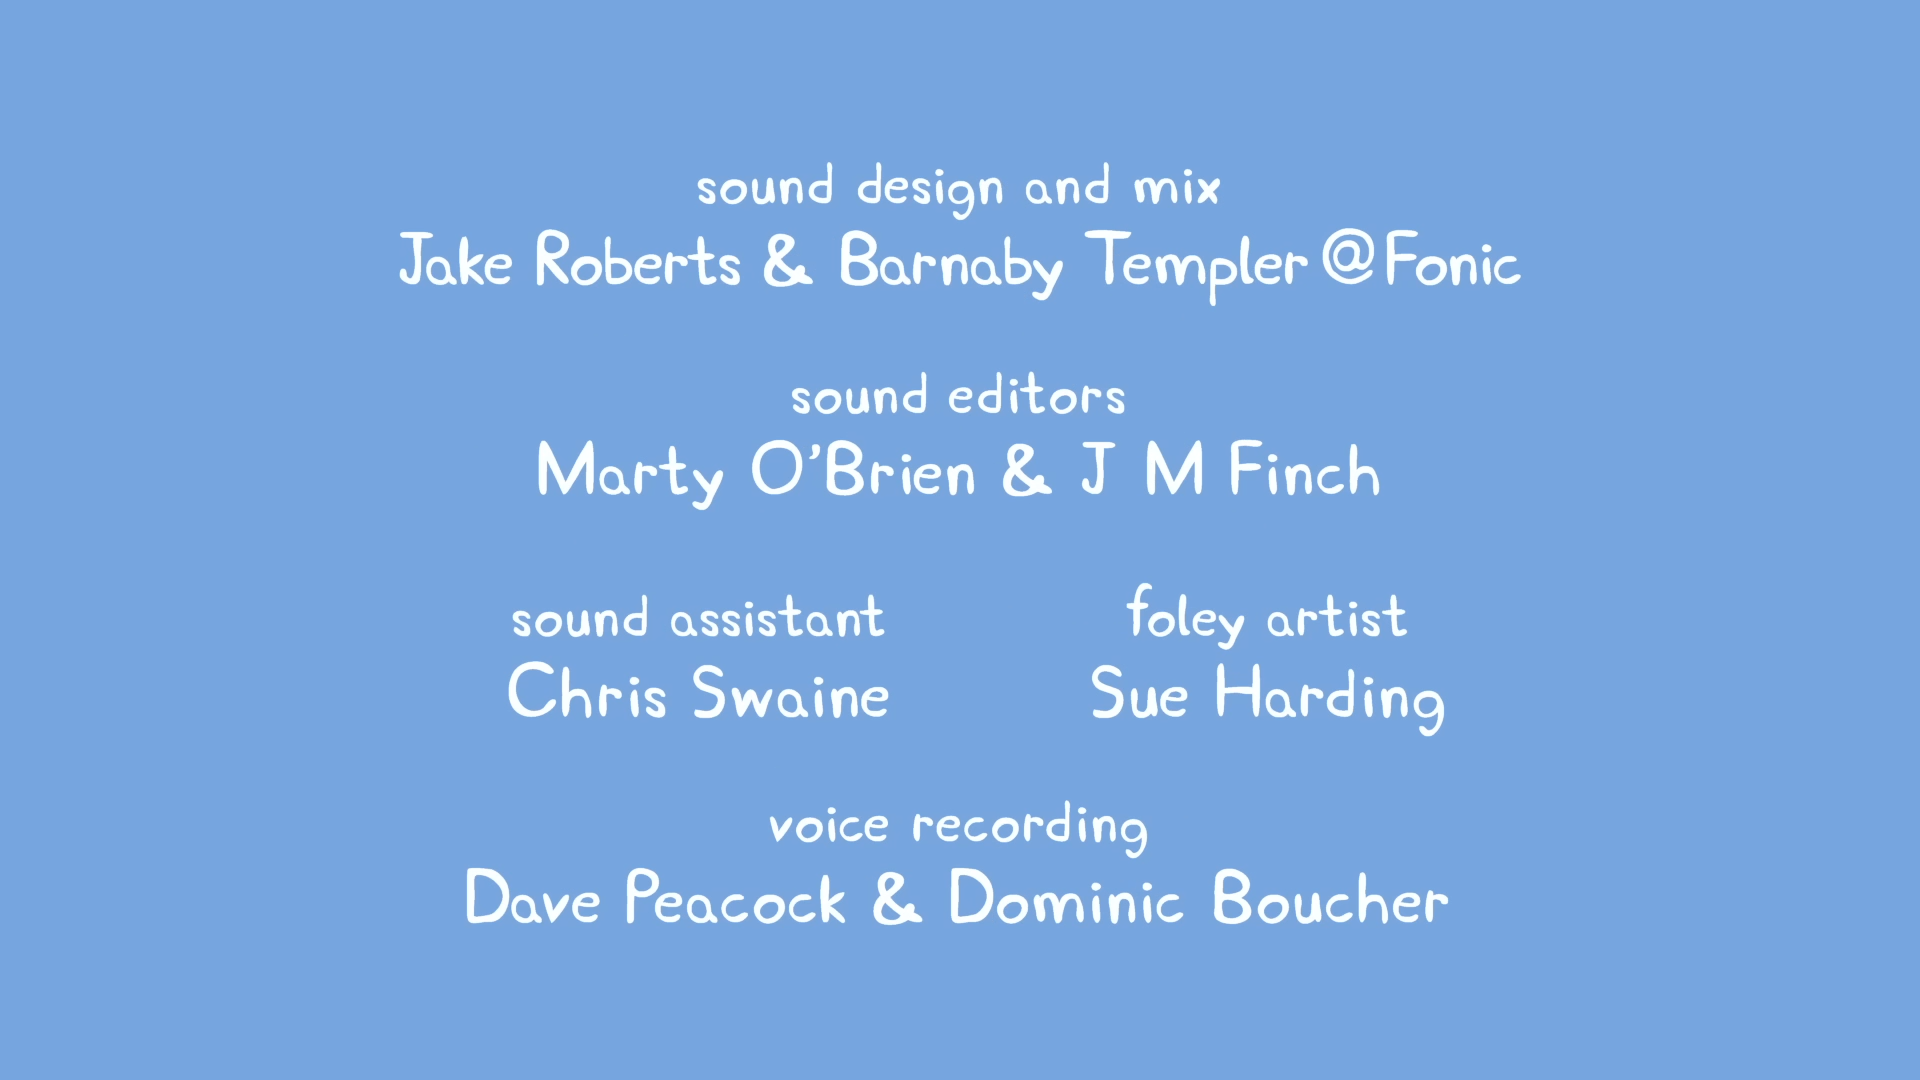 sound design and mix
Jake Roberts & Barnaby Templer @Fonic
sound editors
Marty O'Brien & J M Finch
sound assistant
Chris Swaine
foley artist
Sue Harding
voice recording
Dave Peacock & Dominic Boucher